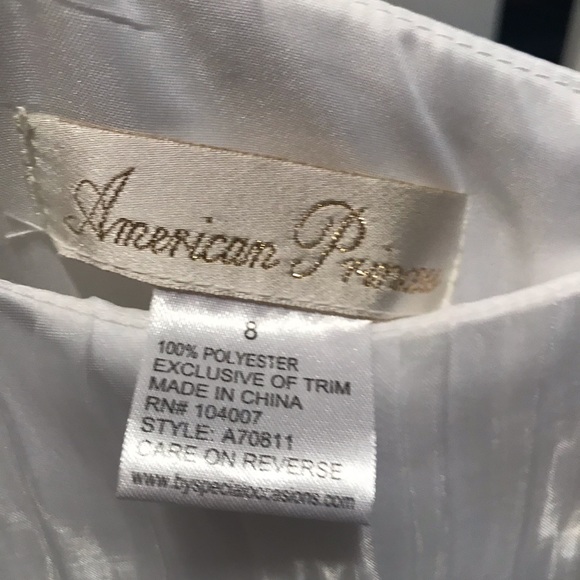 American Princess
8
100% POLYESTER
EXCLUSIVE OF TRIM
MADE IN CHINA
RN# 104007
STYLE: A70811
CARE ON REVERSE
www.byspecialoccasions.com